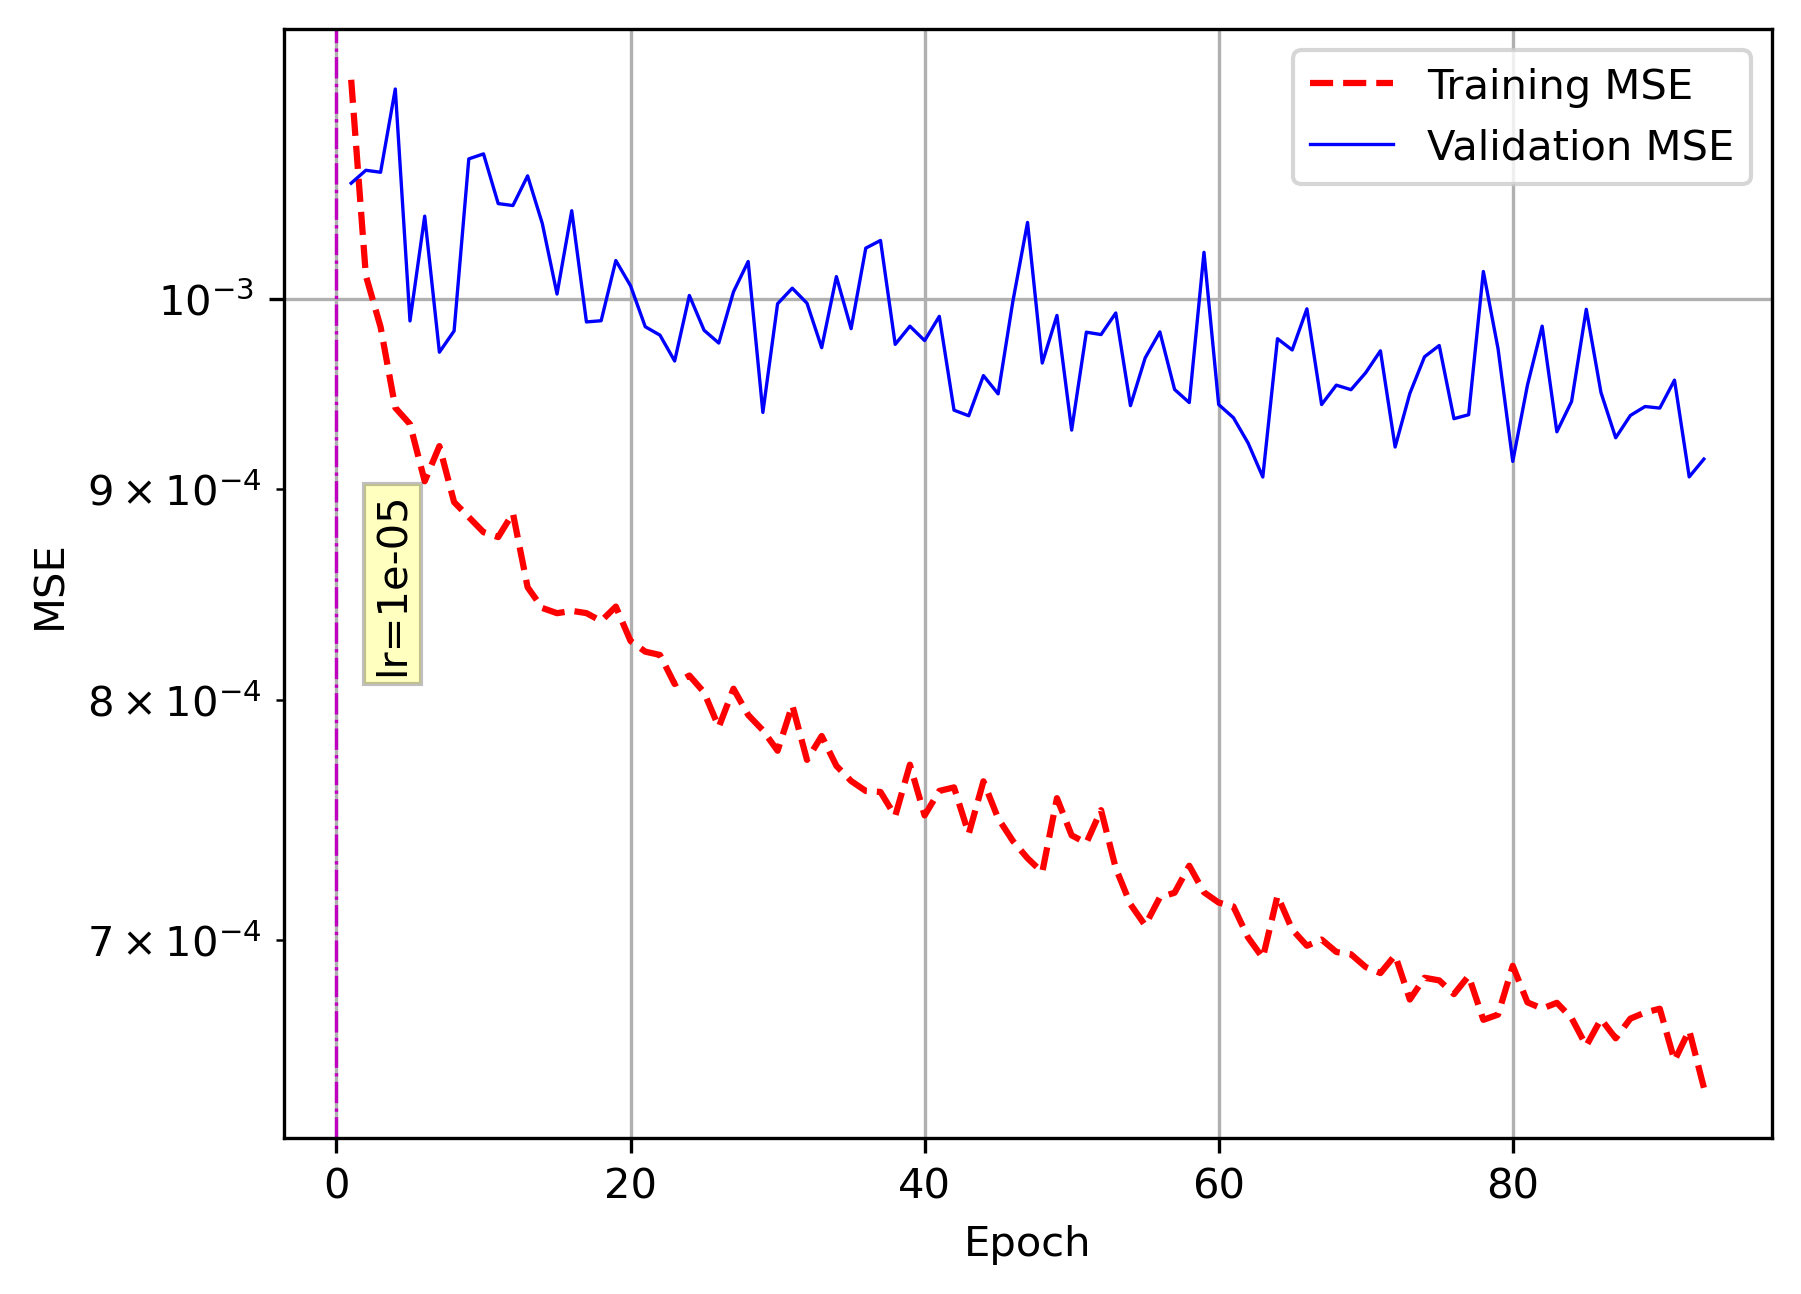 Training MSE
Validation MSE
10⁻³
9 × 10⁻⁴
8 × 10⁻⁴
7 × 10⁻⁴
MSE
lr=1e-05
0 20 40 60 80
Epoch